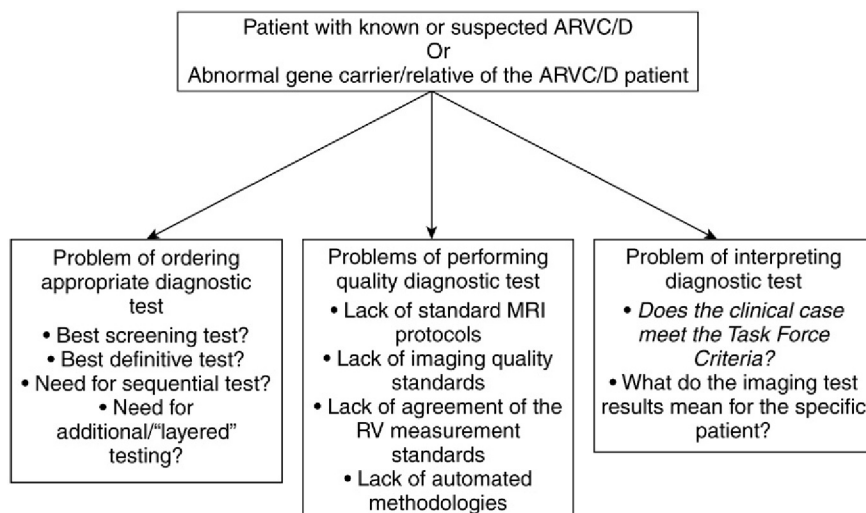 Patient with known or suspected ARVC/D
Or
Abnormal gene carrier/relative of the ARVC/D patient
Problem of ordering
appropriate diagnostic
test
• Best screening test?
• Best definitive test?
• Need for sequential test?
• Need for
additional/“layered”
testing?
Problems of performing
quality diagnostic test
• Lack of standard MRI
protocols
• Lack of imaging quality
standards
• Lack of agreement of the
RV measurement
standards
• Lack of automated
methodologies
Problem of interpreting
diagnostic test
• Does the clinical case
meet the Task Force
Criteria?
• What do the imaging test
results mean for the specific
patient?